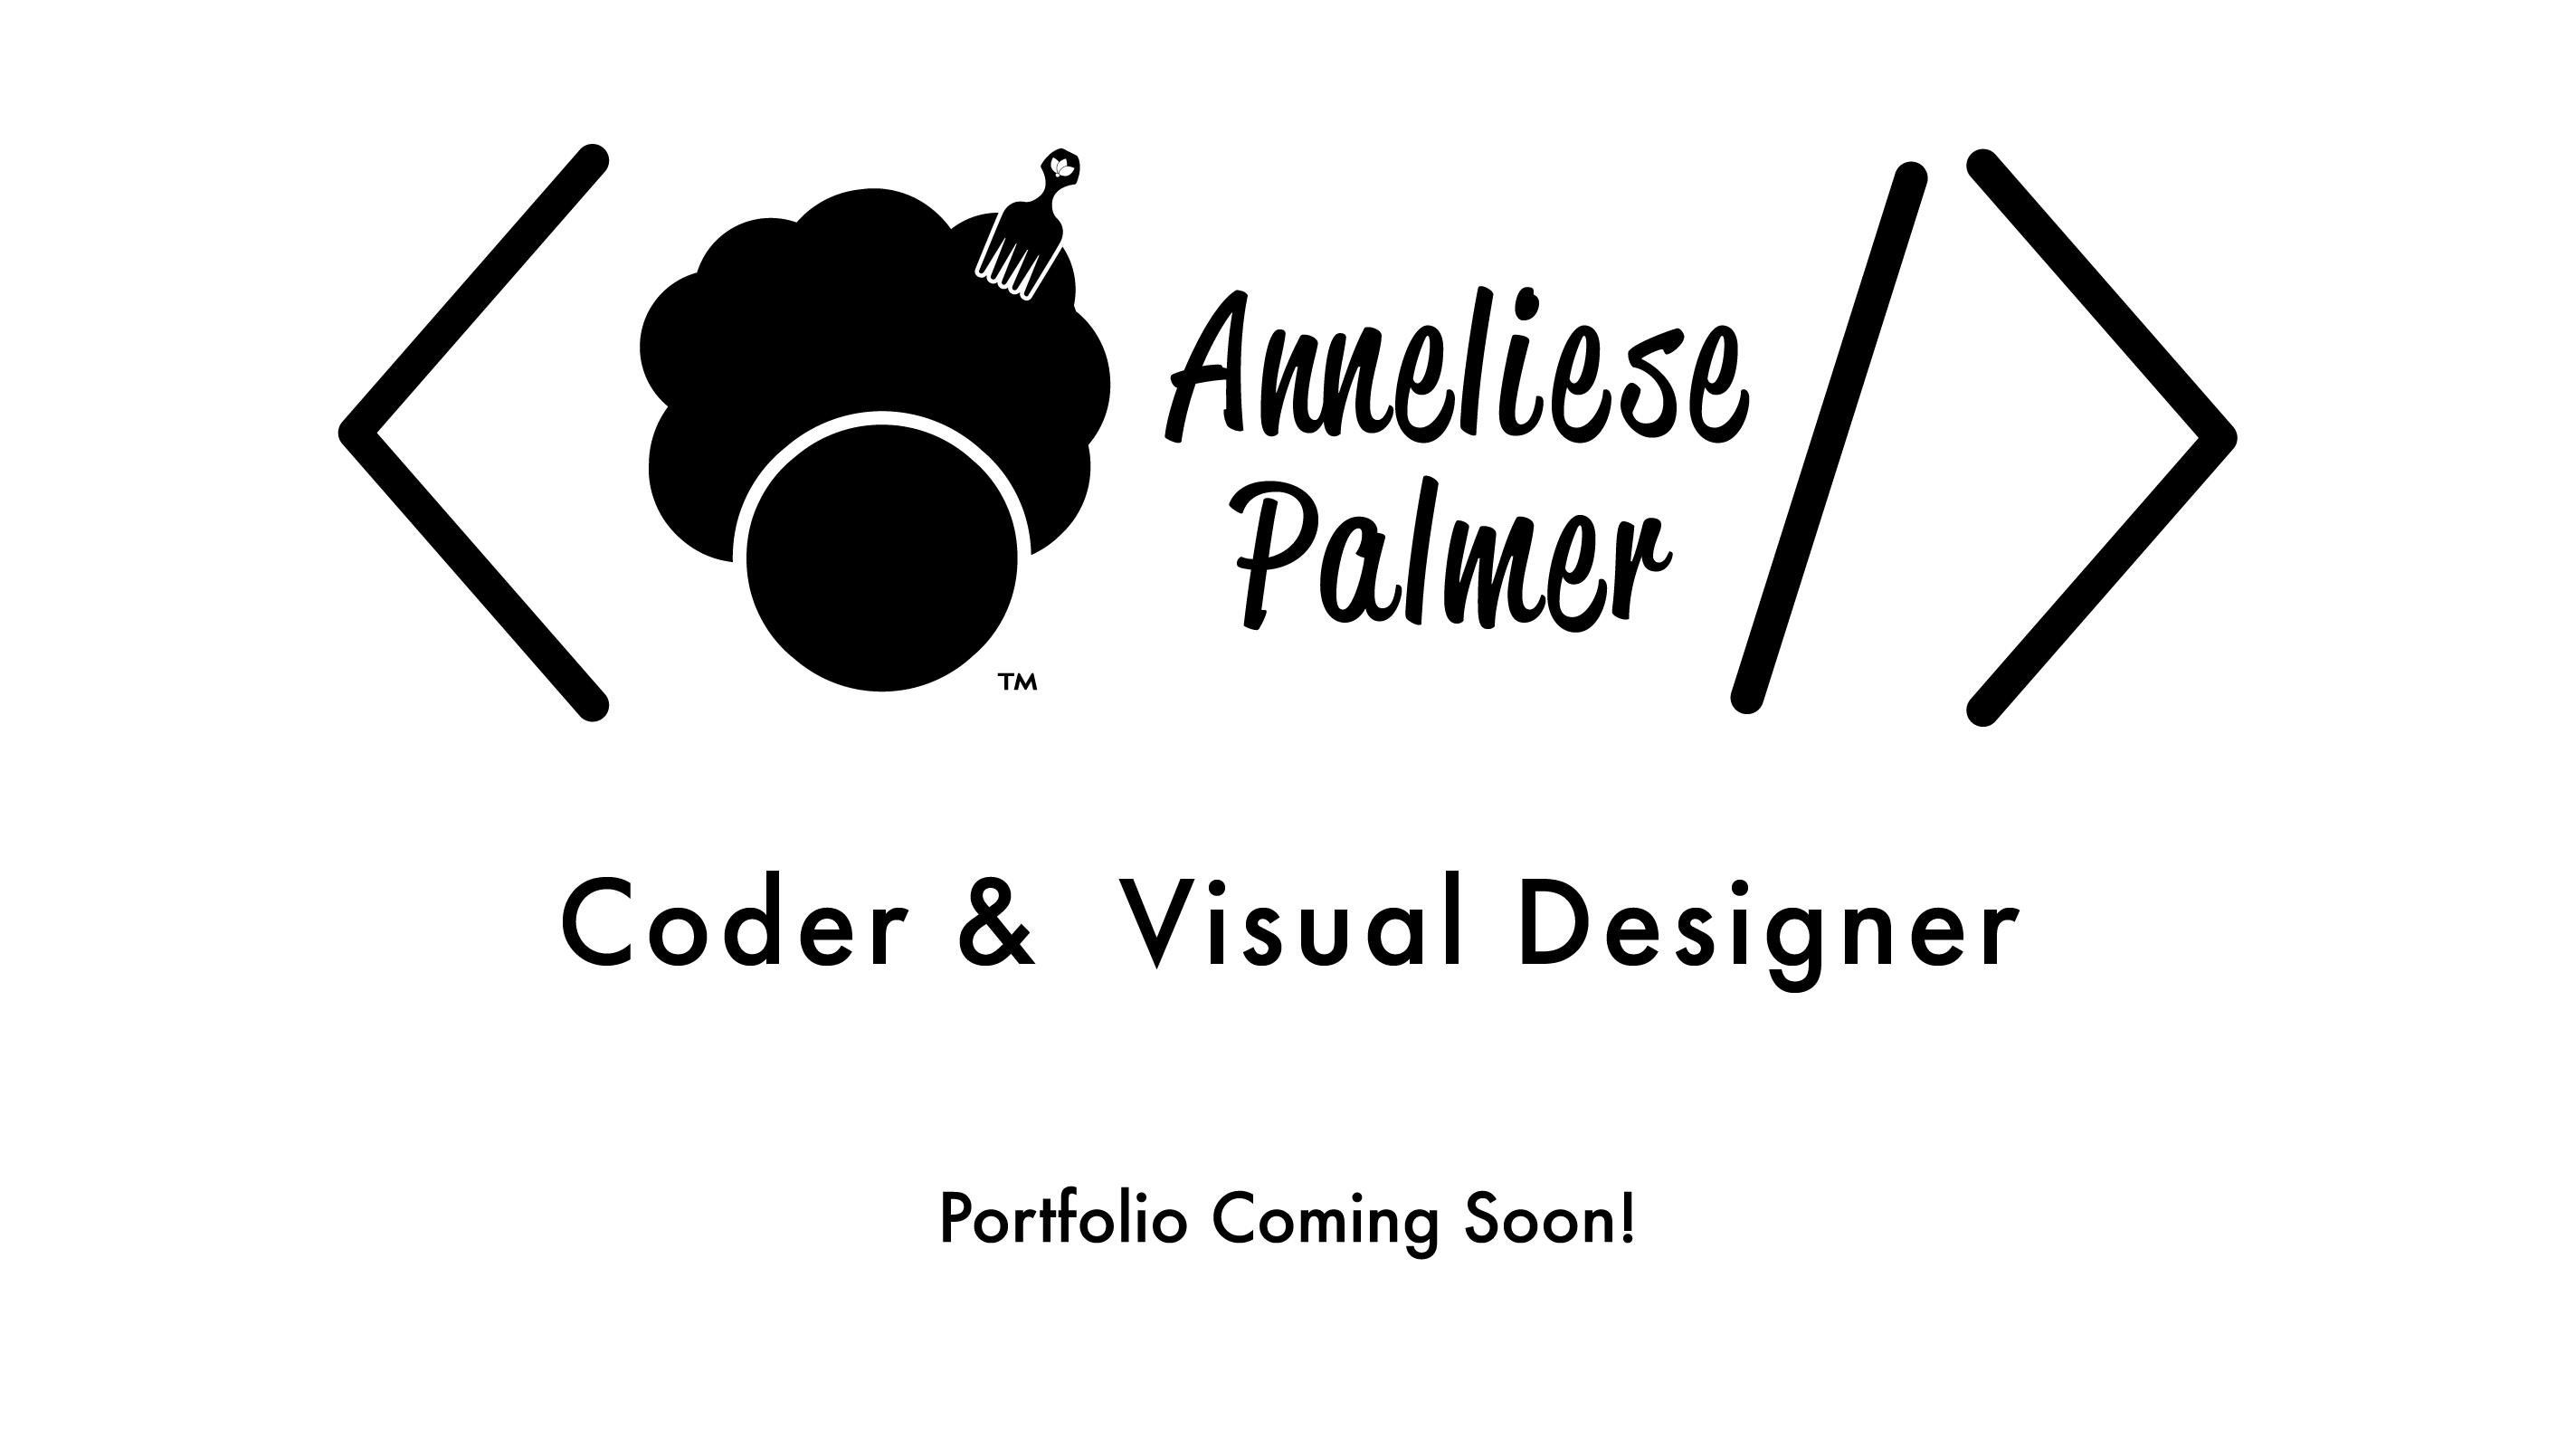 < Anneliese />
Palmer
TM
Coder & Visual Designer
Portfolio Coming Soon!